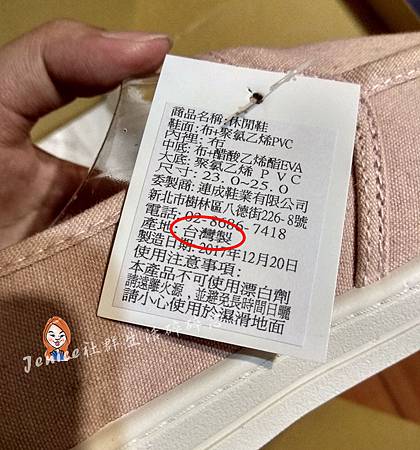 商品名稱:休閒鞋
鞋面:布+聚氯乙烯PVC
內裡:布
中底:布+醋酸乙烯酯EVA
大底:聚氯乙烯PVC
尺寸:23.0~25.0
委製商:連成鞋業有限公司
新北市樹林區八德街226-8號
電話:02-8686-7418
產地:台灣製
製造日期:2017年12月20日
使用注意事項:
本產品不可使用漂白劑
請遠離火源,並避免長時間日曬
請小心使用於濕滑地面